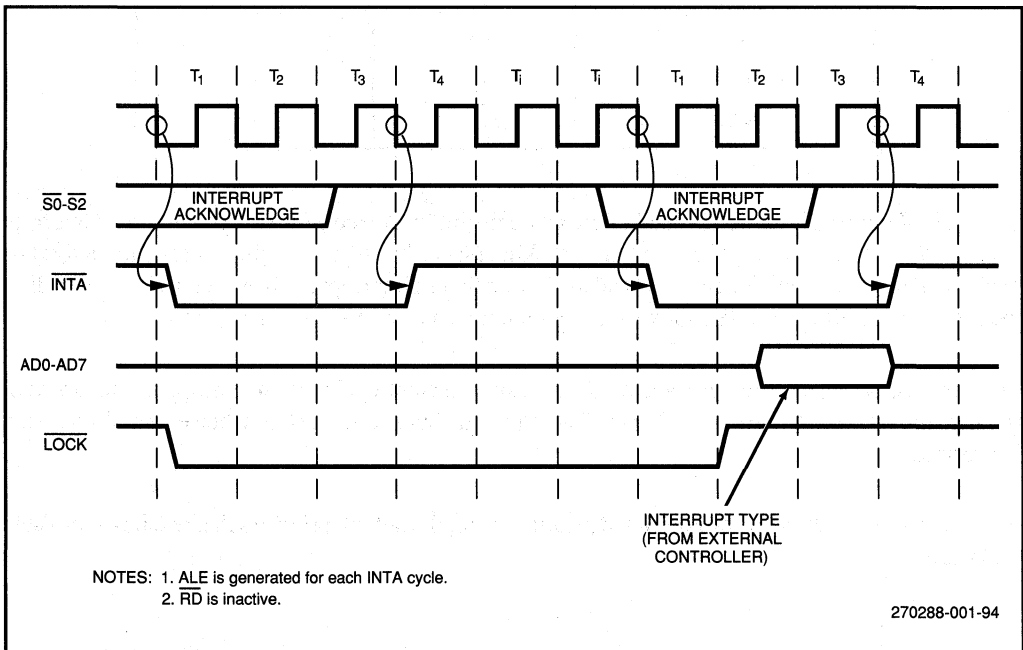 T1 T2 T3 T4 Ti Ti T1 T2 T3 T4
S0-S2
INTERRUPT
ACKNOWLEDGE
INTERRUPT
ACKNOWLEDGE
INTA
AD0-AD7
LOCK
INTERRUPT TYPE
(FROM EXTERNAL
CONTROLLER)
NOTES: 1. ALE is generated for each INTA cycle.
2. RD is inactive.
270288-001-94